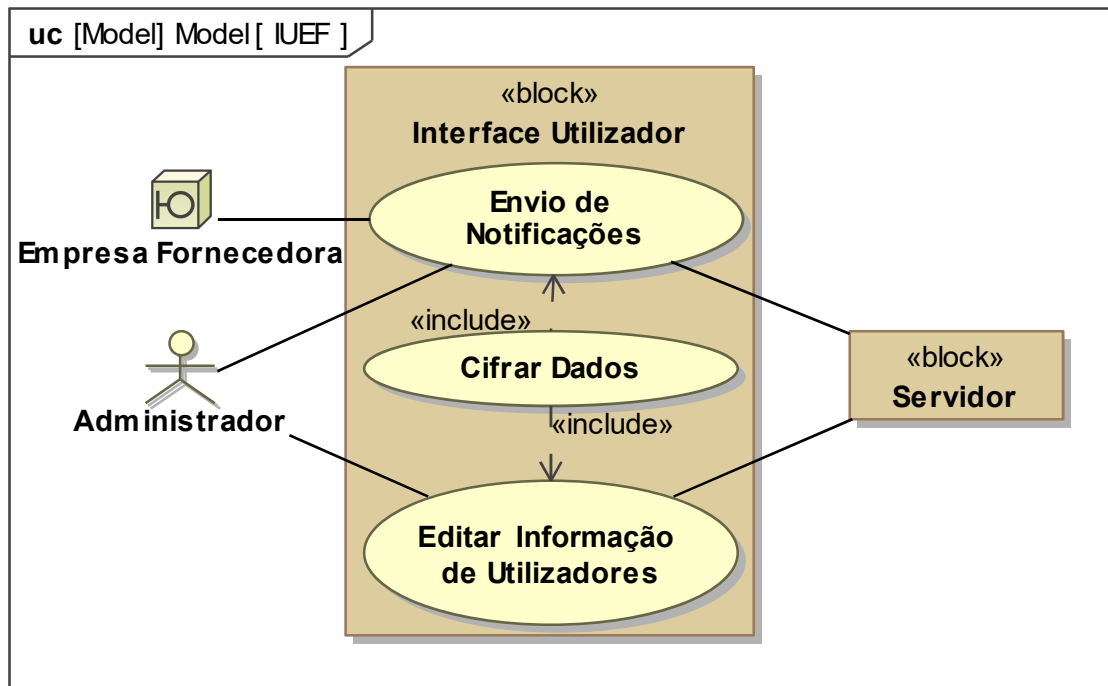 uc [Model] Model [ IUEF ]
«block»
Interface Utilizador
Envio de
Notificações
Empresa Fornecedora
«include»
Cifrar Dados
«block»
Servidor
Administrador
«include»
Editar Informação
de Utilizadores